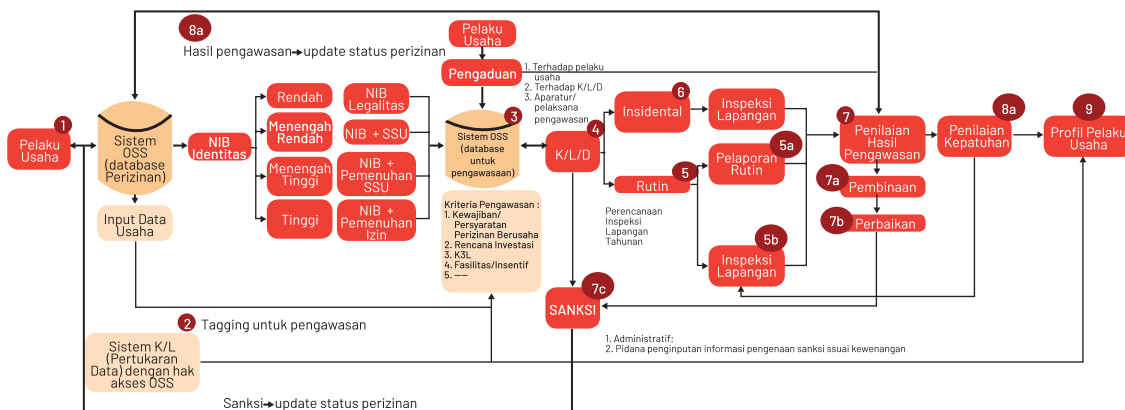 8a
Hasil pengawasan→update status perizinan
Pelaku
Usaha
Pengaduan
1. Terhadap pelaku
usaha
2. Terhadap K/L/D
3. Aparatur/
pelaksana
pengawasan
1
Pelaku
Usaha
Sistem
OSS
(database
Perizinan)
Input Data
Usaha
NIB
Identitas
Rendah
Menengah
Rendah
Menengah
Tinggi
Tinggi
NIB
Legalitas
NIB + SSU
NIB +
Pemenuhan
SSU
NIB +
Pemenuhan
Izin
3
Sistem OSS
(database
untuk
pengawasaan)
Kriteria Pengawasan :
1. Kewajiban/
Persyaratan
Perizinan Berusaha
2. Rencana Investasi
3. K3L
4. Fasilitas/Insentif
5. ----
4
K/L/D
6
Insidental
Inspeksi
Lapangan
5
Rutin
5a
Pelaporan
Rutin
Perencanaan
Inspeksi
Lapangan
Tahunan
5b
Inspeksi
Lapangan
7
Penilaian
Hasil
Pengawasan
7a
Pembinaan
7b
Perbaikan
8a
Penilaian
Kepatuhan
9
Profil Pelaku
Usaha
7c
SANKSI
1. Administratif;
2. Pidana penginputan informasi pengenaan sanksi ssuai kewenangan
2
Tagging untuk pengawasan
Sistem K/L
(Pertukaran
Data) dengan hak
akses OSS
Sanksi→update status perizinan